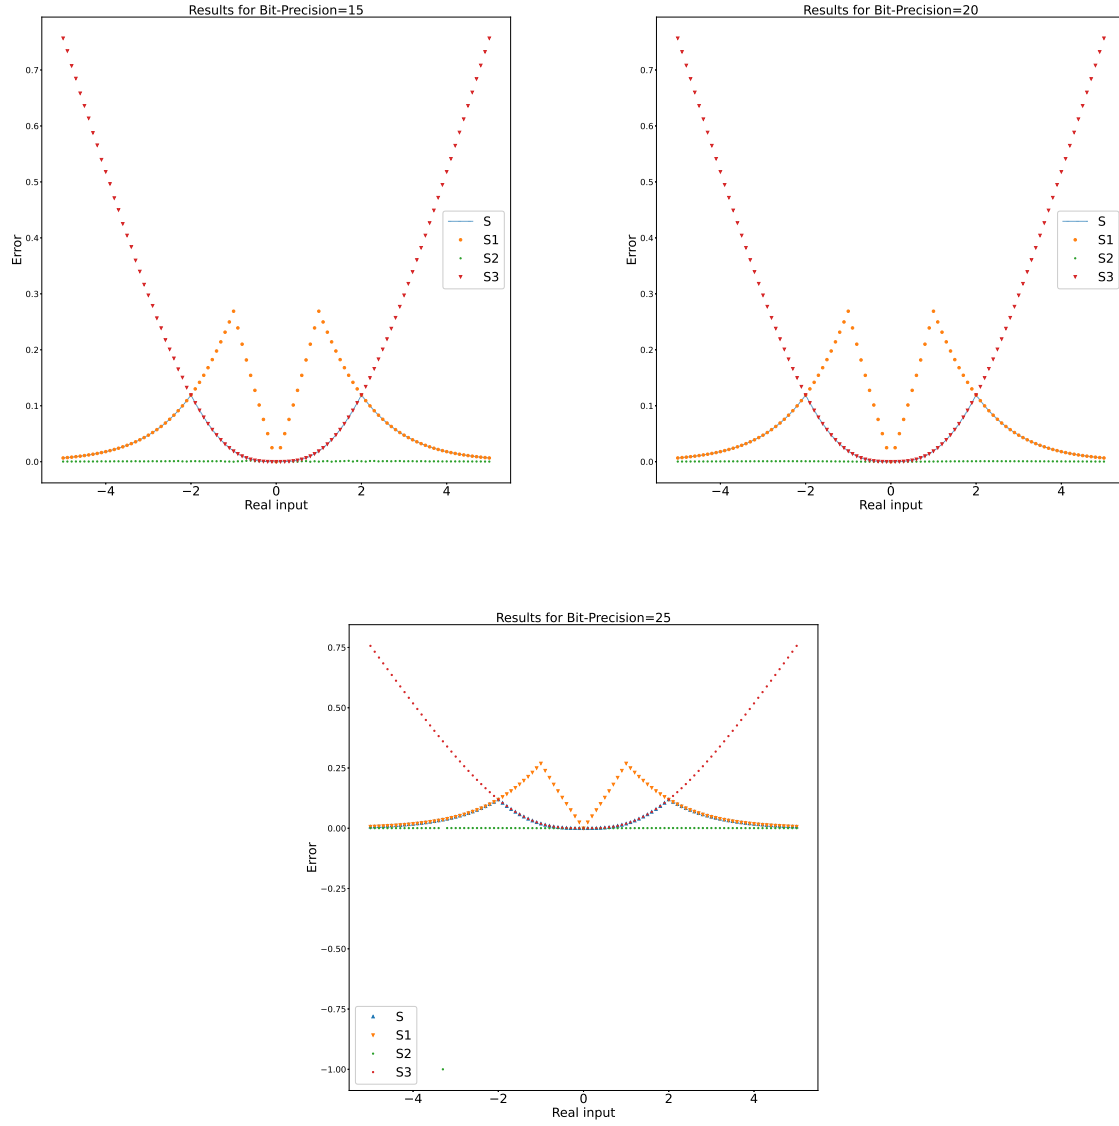 Results for Bit-Precision=15
0.7
0.6
0.5
0.4
0.3
0.2
0.1
0.0
Error
S
S1
S2
S3
−4 −2 0 2 4
Real input
Results for Bit-Precision=20
0.7
0.6
0.5
0.4
0.3
0.2
0.1
0.0
Error
S
S1
S2
S3
−4 −2 0 2 4
Real input
Results for Bit-Precision=25
0.75
0.50
0.25
0.00
−0.25
−0.50
−0.75
−1.00
Error
S
S1
S2
S3
−4 −2 0 2 4
Real input